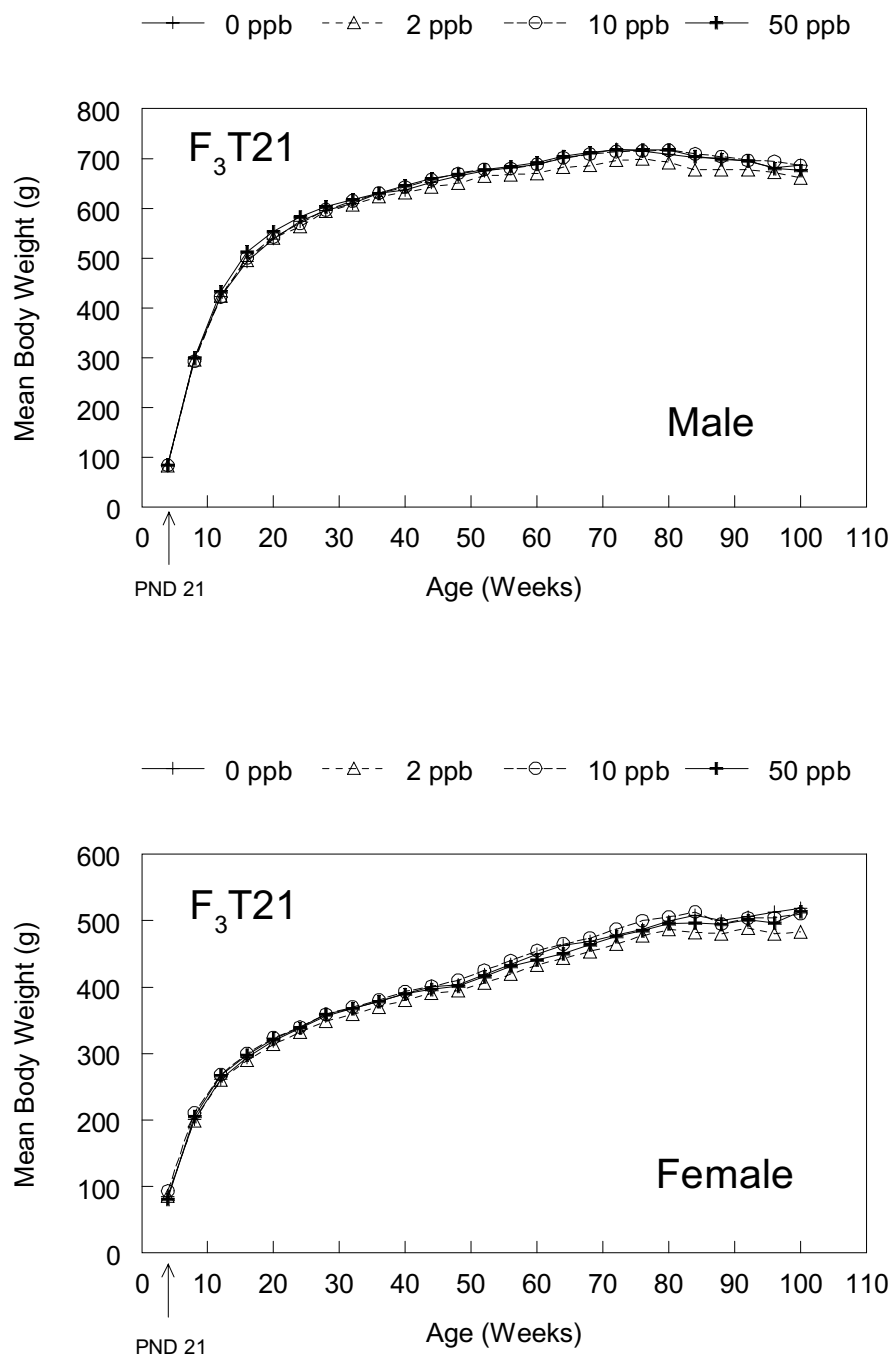 0 ppb 2 ppb 10 ppb 50 ppb
800
F₃T21
700
600
500
400
300
200
100
0
Mean Body Weight (g)
Male
0 10 20 30 40 50 60 70 80 90 100 110
PND 21
Age (Weeks)
0 ppb 2 ppb 10 ppb 50 ppb
600
F₃T21
500
400
300
200
100
0
Mean Body Weight (g)
Female
0 10 20 30 40 50 60 70 80 90 100 110
PND 21
Age (Weeks)